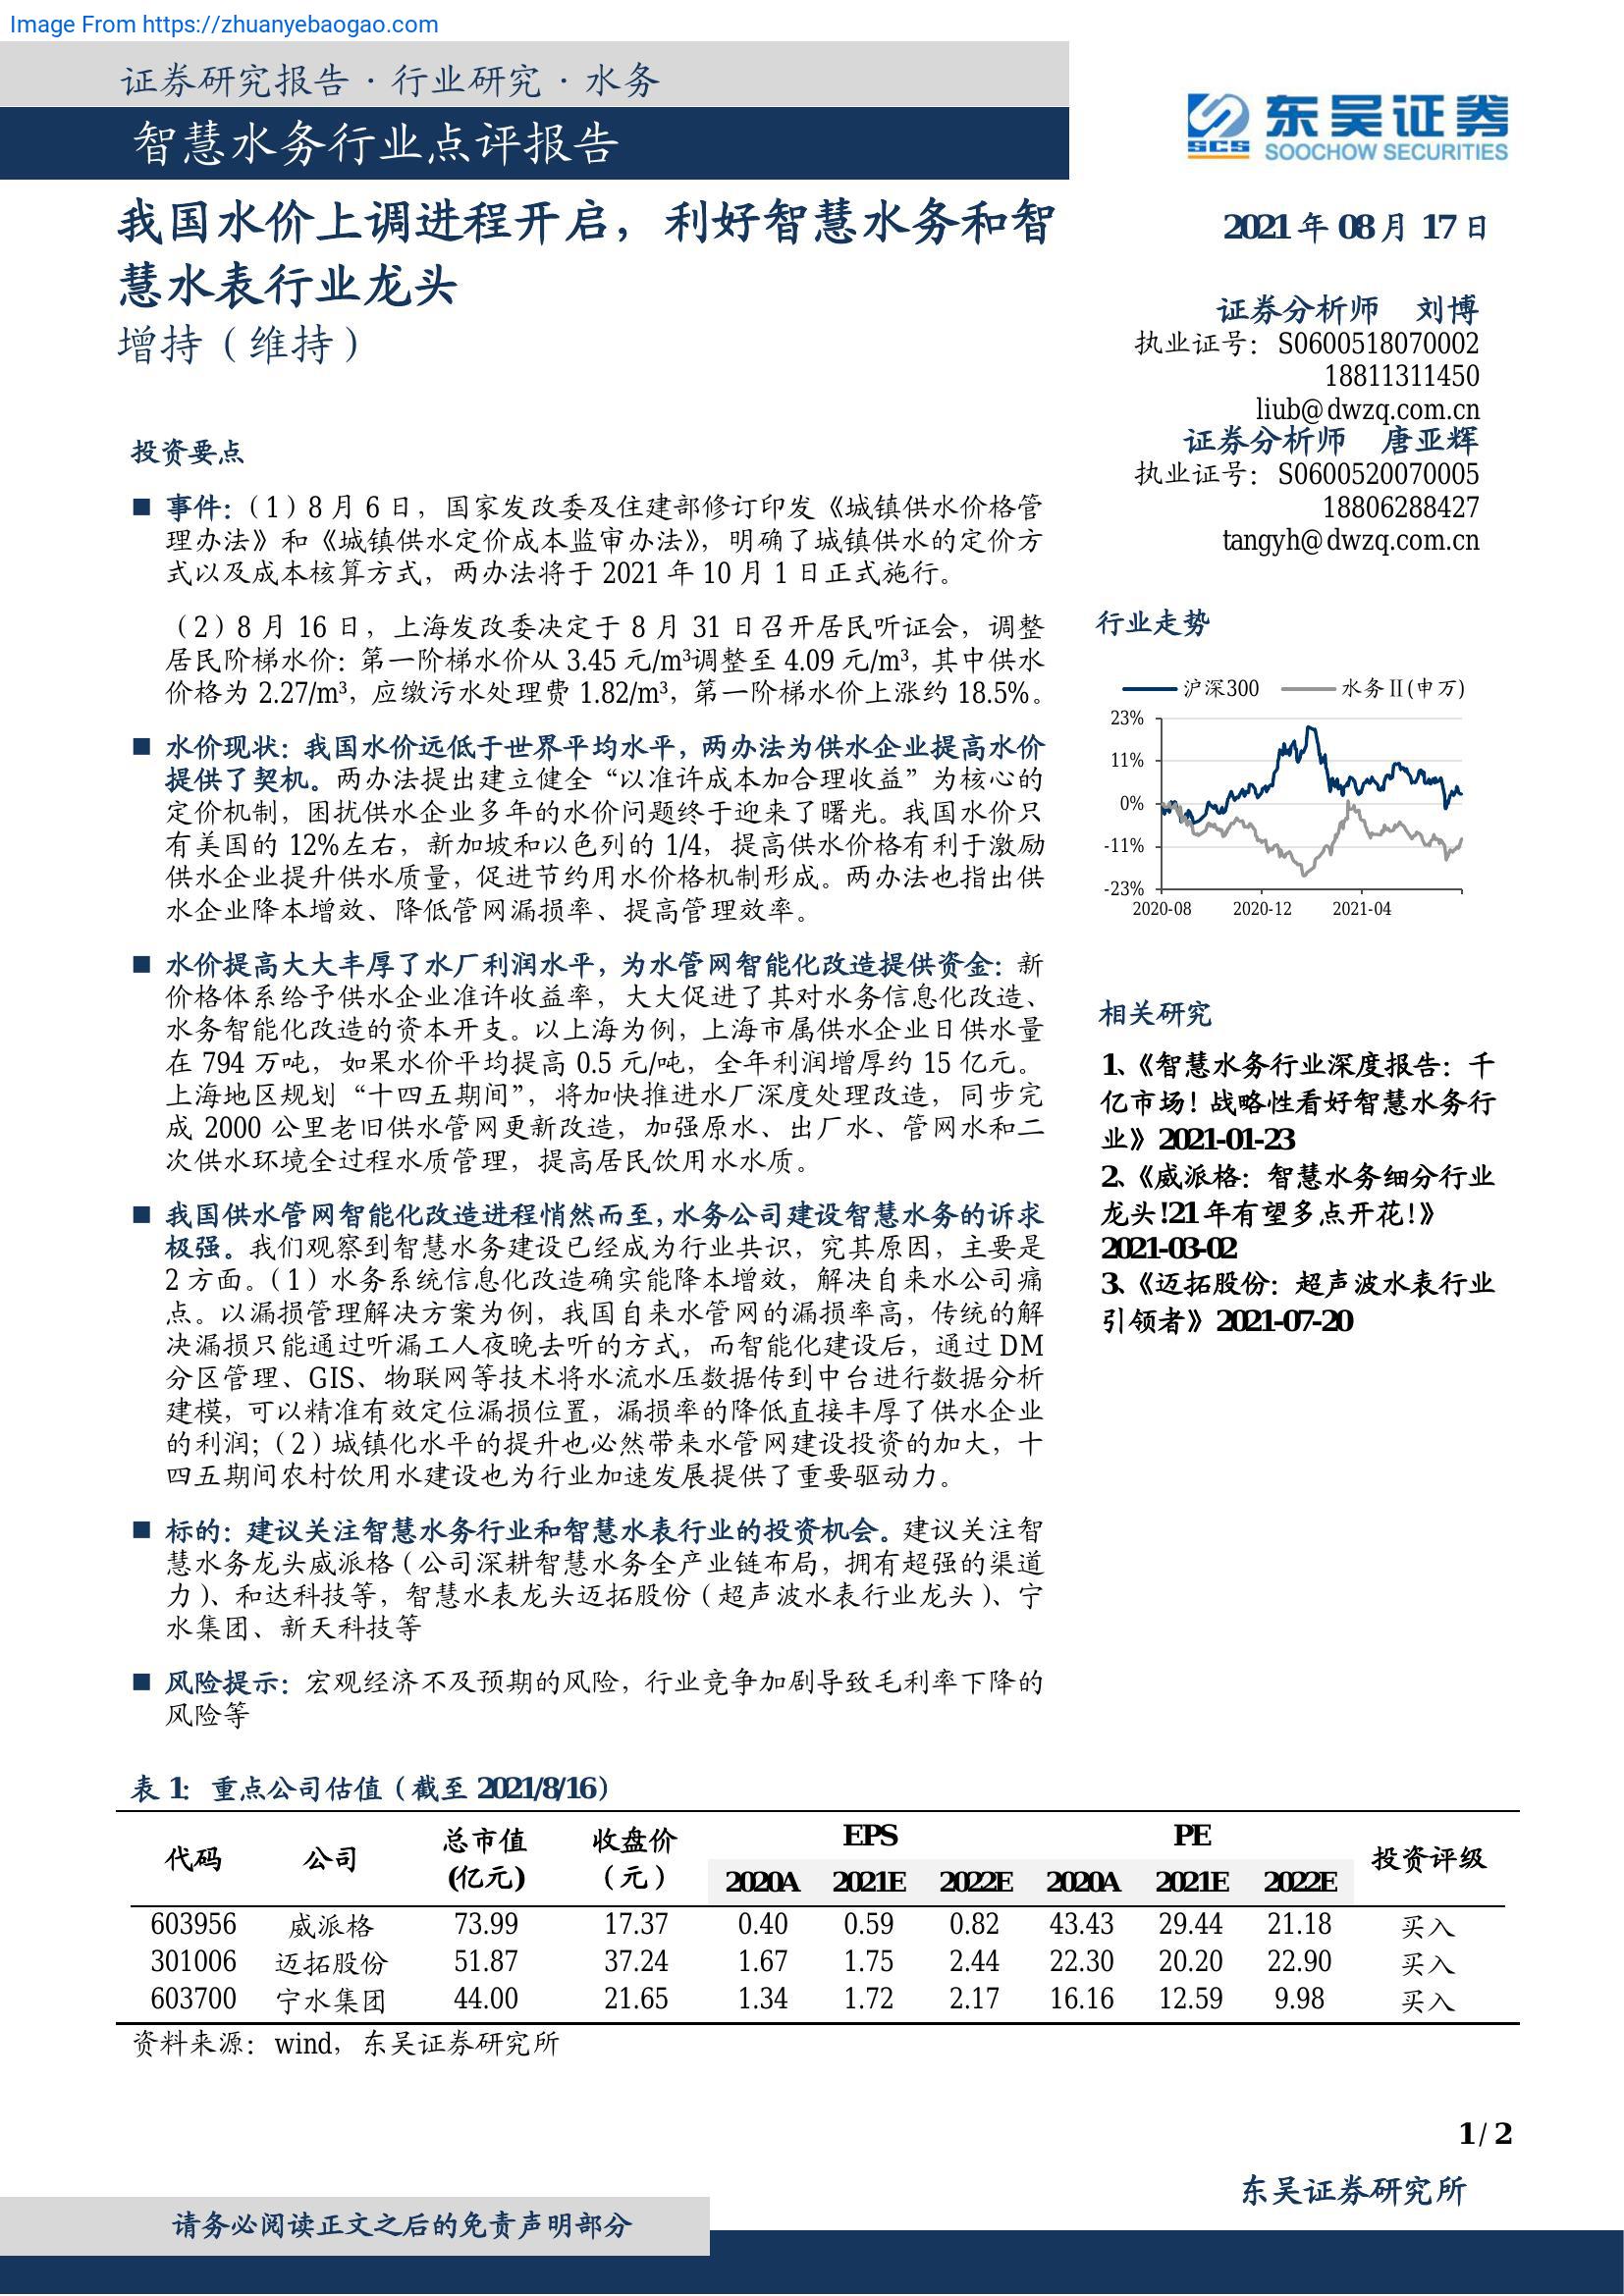 Image From https://zhuanyebaogao.com
证券研究报告·行业研究·水务
智慧水务行业点评报告
东吴证券
SCS
SOOCHOW SECURITIES
我国水价上调进程开启，利好智慧水务和智
慧水表行业龙头
增持（维持）
2021 年 08 月 17 日
证券分析师 刘博
执业证号：S0600518070002
18811311450
liub@dwzq.com.cn
证券分析师 唐亚辉
执业证号：S0600520070005
18806288427
tangyh@dwzq.com.cn
投资要点
■ 事件：（1）8 月 6 日，国家发改委及住建部修订印发《城镇供水价格管
理办法》和《城镇供水定价成本监审办法》，明确了城镇供水的定价方
式以及成本核算方式，两办法将于 2021 年 10 月 1 日正式施行。
（2）8 月 16 日，上海发改委决定于 8 月 31 日召开居民听证会，调整
居民阶梯水价：第一阶梯水价从 3.45 元/m³调整至 4.09 元/m³，其中供水
价格为 2.27/m³，应缴污水处理费 1.82/m³，第一阶梯水价上涨约 18.5%。
■ 水价现状：我国水价远低于世界平均水平，两办法为供水企业提高水价
提供了契机。两办法提出建立健全“以准许成本加合理收益”为核心的
定价机制，困扰供水企业多年的水价问题终于迎来了曙光。我国水价只
有美国的 12%左右，新加坡和以色列的 1/4，提高供水价格有利于激励
供水企业提升供水质量，促进节约用水价格机制形成。两办法也指出供
水企业降本增效、降低管网漏损率、提高管理效率。
■ 水价提高大大丰厚了水厂利润水平，为水管网智能化改造提供资金：新
价格体系给予供水企业准许收益率，大大促进了其对水务信息化改造、
水务智能化改造的资本开支。以上海为例，上海市属供水企业日供水量
在 794 万吨，如果水价平均提高 0.5 元/吨，全年利润增厚约 15 亿元。
上海地区规划“十四五期间”，将加快推进水厂深度处理改造，同步完
成 2000 公里老旧供水管网更新改造，加强原水、出厂水、管网水和二
次供水环境全过程水质管理，提高居民饮用水水质。
■ 我国供水管网智能化改造进程悄然而至，水务公司建设智慧水务的诉求
极强。我们观察到智慧水务建设已经成为行业共识，究其原因，主要是
2 方面。（1）水务系统信息化改造确实能降本增效，解决自来水公司痛
点。以漏损管理解决方案为例，我国自来水管网的漏损率高，传统的解
决漏损只能通过听漏工人夜晚去听的方式，而智能化建设后，通过 DM
分区管理、GIS、物联网等技术将水流水压数据传到中台进行数据分析
建模，可以精准有效定位漏损位置，漏损率的降低直接丰厚了供水企业
的利润；（2）城镇化水平的提升也必然带来水管网建设投资的加大，十
四五期间农村饮用水建设也为行业加速发展提供了重要驱动力。
■ 标的：建议关注智慧水务行业和智慧水表行业的投资机会。建议关注智
慧水务龙头威派格（公司深耕智慧水务全产业链布局，拥有超强的渠道
力）、和达科技等，智慧水表龙头迈拓股份（超声波水表行业龙头）、宁
水集团、新天科技等
■ 风险提示：宏观经济不及预期的风险，行业竞争加剧导致毛利率下降的
风险等
行业走势
沪深300 水务Ⅱ(申万)
23%
11%
0%
-11%
-23%
2020-08 2020-12 2021-04
相关研究
1、《智慧水务行业深度报告：千
亿市场！战略性看好智慧水务行
业》2021-01-23
2、《威派格：智慧水务细分行业
龙头!21 年有望多点开花！》
2021-03-02
3、《迈拓股份：超声波水表行业
引领者》2021-07-20
表 1：重点公司估值（截至 2021/8/16）
代码 公司 总市值 (亿元) 收盘价 （元） EPS PE 投资评级
2020A 2021E 2022E 2020A 2021E 2022E
603956 威派格 73.99 17.37 0.40 0.59 0.82 43.43 29.44 21.18 买入
301006 迈拓股份 51.87 37.24 1.67 1.75 2.44 22.30 20.20 22.90 买入
603700 宁水集团 44.00 21.65 1.34 1.72 2.17 16.16 12.59 9.98 买入
资料来源：wind，东吴证券研究所
1 / 2
东吴证券研究所
请务必阅读正文之后的免责声明部分